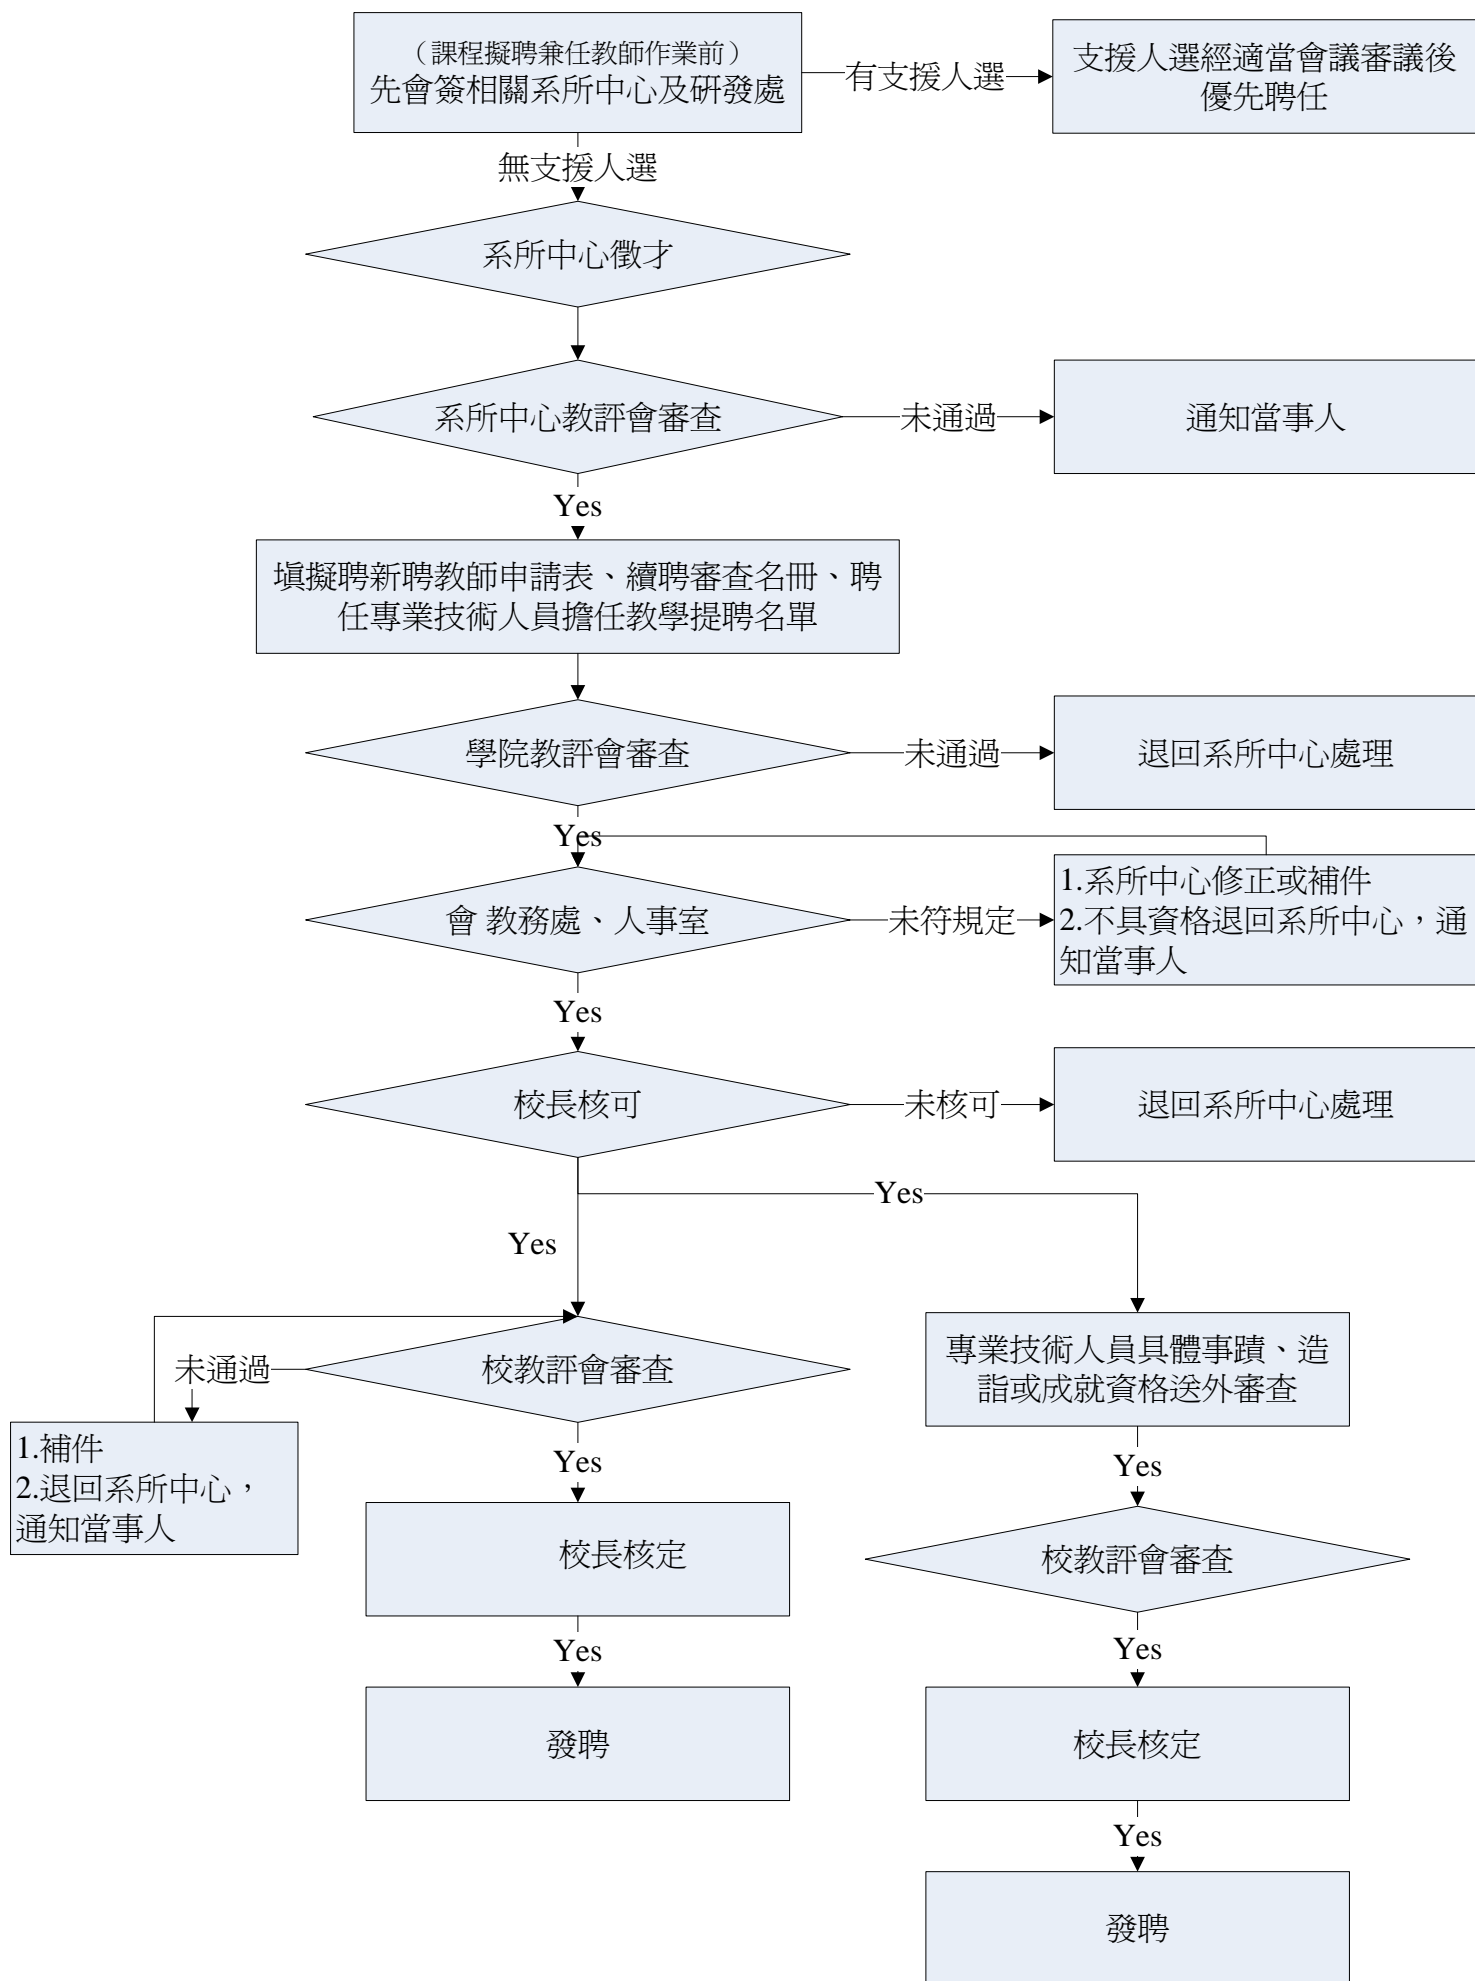 （課程擬聘兼任教師作業前）
先會簽相關系所中心及研發處
有支援人選
支援人選經適當會議審議後
優先聘任
無支援人選
系所中心徵才
系所中心教評會審查
未通過
通知當事人
Yes
填擬聘新聘教師申請表、續聘審查名冊、聘
任專業技術人員擔任教學提聘名單
學院教評會審查
未通過
退回系所中心處理
Yes
會 教務處、人事室
未符規定
1.系所中心修正或補件
2.不具資格退回系所中心，通
知當事人
Yes
校長核可
未核可
退回系所中心處理
Yes
Yes
校教評會審查
未通過
1.補件
2.退回系所中心，
通知當事人
專業技術人員具體事蹟、造
詣或成就資格送外審查
Yes
校長核定
Yes
校教評會審查
Yes
發聘
Yes
校長核定
Yes
發聘